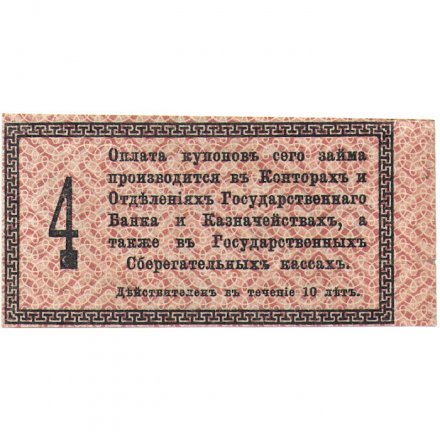 4
Оплата купоновъ сего займа
производится въ Конторахъ и
Отдѣленіяхъ Государственнаго
Банка и Казначействахъ, а
также въ Государственныхъ
Сберегательныхъ кассахъ.
Дѣйствителенъ въ теченіе 10 лѣтъ.